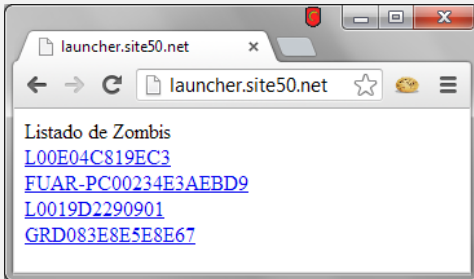 launcher.site50.net
launcher.site50.net
Listado de Zombis
L00E04C819EC3
FUAR-PC00234E3AEBD9
L0019D2290901
GRD083E8E5E8E67